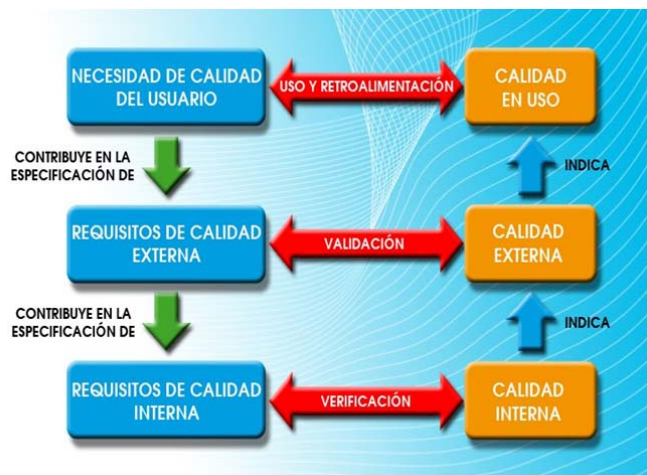 NECESIDAD DE CALIDAD
DEL USUARIO
USO Y RETROALIMENTACIÓN
CALIDAD
EN USO
CONTRIBUYE EN LA
ESPECIFICACIÓN DE
INDICA
REQUISITOS DE CALIDAD
EXTERNA
VALIDACIÓN
CALIDAD
EXTERNA
CONTRIBUYE EN LA
ESPECIFICACIÓN DE
INDICA
REQUISITOS DE CALIDAD
INTERNA
VERIFICACIÓN
CALIDAD
INTERNA